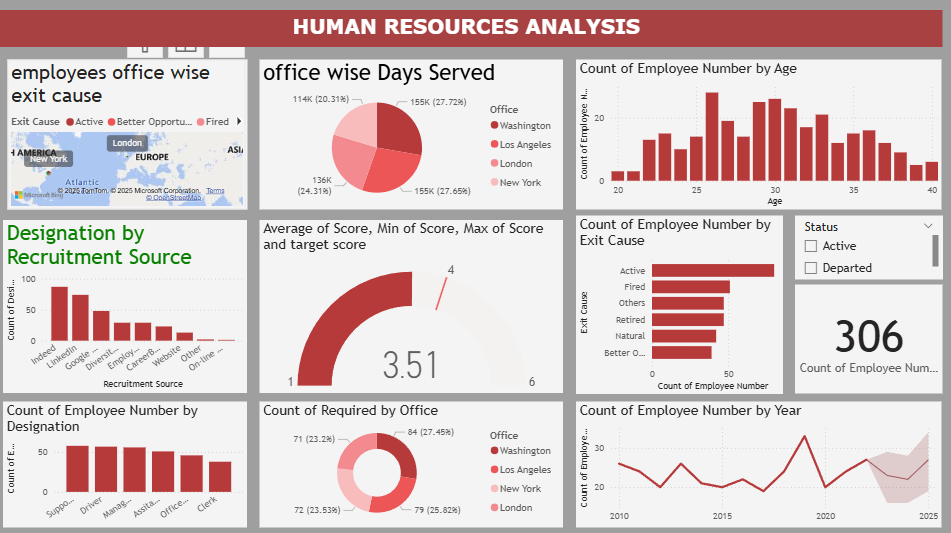 HUMAN RESOURCES ANALYSIS
employees office wise
exit cause
Exit Cause Active Better Opportu... Fired
H AMERICA
New York
London
EUROPE
ASI
Atlantic
© 2025 TomTom, © 2025 Microsoft Corporation, Terms
© OpenStreetMap
Microsoft Bing
office wise Days Served
114K (20.31%)
155K (27.72%)
136K
(24.31%)
155K (27.65%)
Office
Washington
Los Angeles
London
New York
Count of Employee Number by Age
Count of Employee N...
20
0
20 25 30 35 40
Age
Designation by
Recruitment Source
Count of Desi...
100
50
0
Indeed
LinkedIn
Google ...
Diversit...
Employ...
CareerB...
Website
Other
On-line ...
Recruitment Source
Average of Score, Min of Score, Max of Score
and target score
4
3.51
1
6
Count of Employee Number by
Exit Cause
Exit Cause
Active
Fired
Others
Retired
Natural
Better O...
0 50
Count of Employee Number
Status
Active
Departed
306
Count of Employee Num...
Count of Employee Number by
Designation
Count of E...
50
0
Suppo...
Driver
Manag...
Assita...
Office...
Clerk
Count of Required by Office
71 (23.2%)
84 (27.45%)
72 (23.53%)
79 (25.82%)
Office
Washington
Los Angeles
New York
London
Count of Employee Number by Year
Count of Employe...
30
20
2010 2015 2020 2025